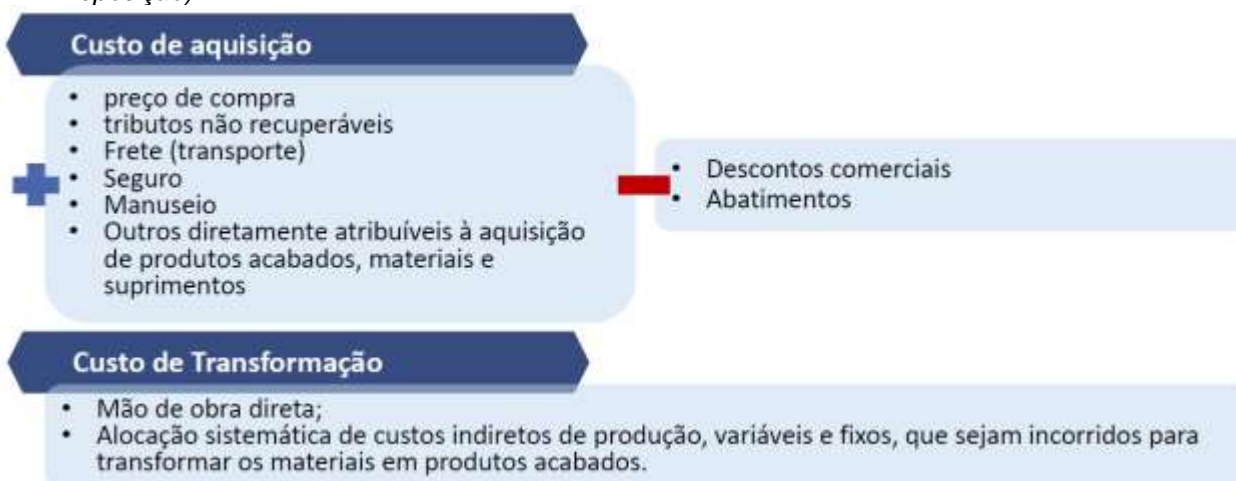 Custo de aquisição
• preço de compra
• tributos não recuperáveis
• Frete (transporte)
• Seguro
• Manuseio
• Outros diretamente atribuíveis à aquisição
de produtos acabados, materiais e
suprimentos
• Descontos comerciais
• Abatimentos
Custo de Transformação
• Mão de obra direta;
• Alocação sistemática de custos indiretos de produção, variáveis e fixos, que sejam incorridos para
transformar os materiais em produtos acabados.